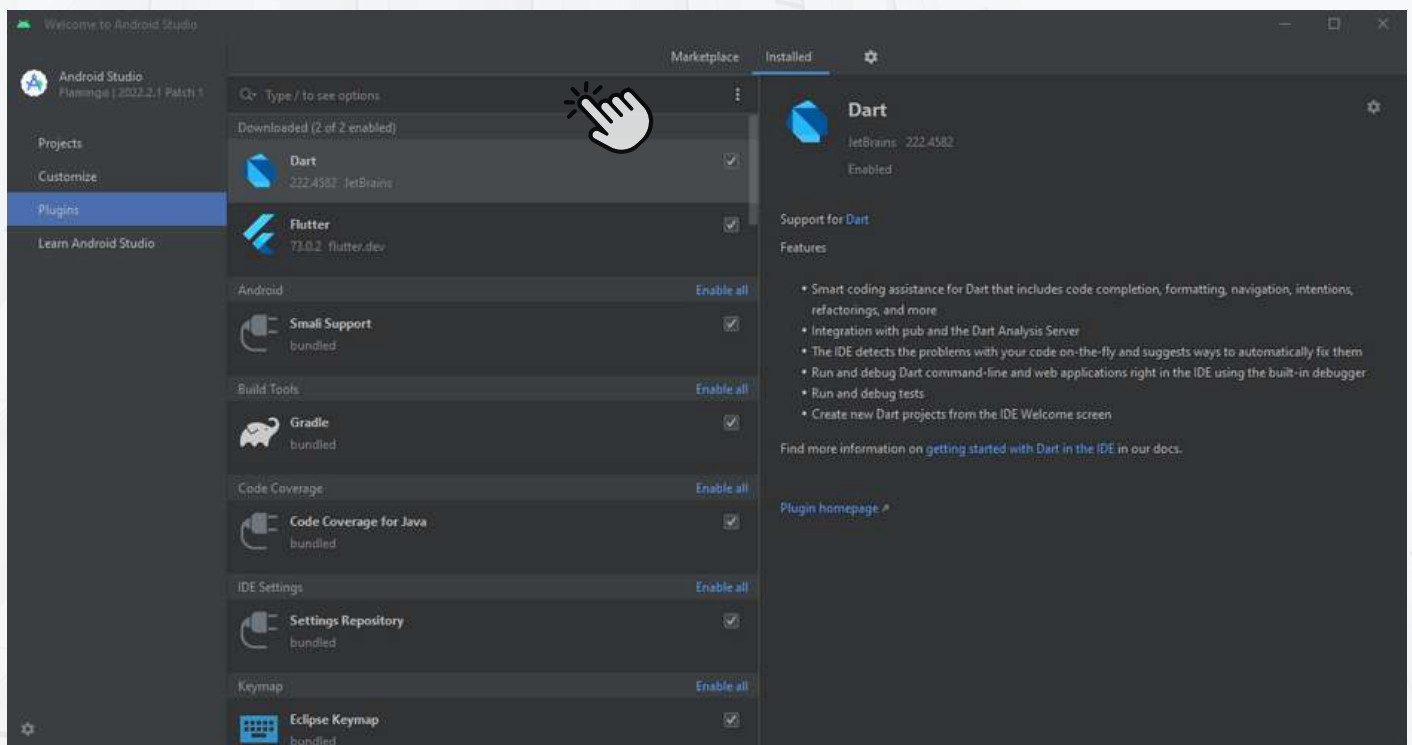 Welcome to Android Studio
Marketplace
Installed
Android Studio
Flamingo | 2022.2.1 Patch 1
Projects
Customize
Plugins
Learn Android Studio
Type / to see options
Downloaded (2 of 2 enabled)
Dart
222.4582 JetBrains
Flutter
73.0.2 flutter.dev
Android Enable all
Smali Support
bundled
Build Tools Enable all
Gradle
bundled
Code Coverage Enable all
Code Coverage for Java
bundled
IDE Settings Enable all
Settings Repository
bundled
Keymap Enable all
Eclipse Keymap
bundled
Dart
JetBrains 222.4582
Enabled
Support for Dart
Features
• Smart coding assistance for Dart that includes code completion, formatting, navigation, intentions,
refactorings, and more
• Integration with pub and the Dart Analysis Server
• The IDE detects the problems with your code on-the-fly and suggests ways to automatically fix them
• Run and debug Dart command-line and web applications right in the IDE using the built-in debugger
• Run and debug tests
• Create new Dart projects from the IDE Welcome screen
Find more information on getting started with Dart in the IDE in our docs.
Plugin homepage ↗